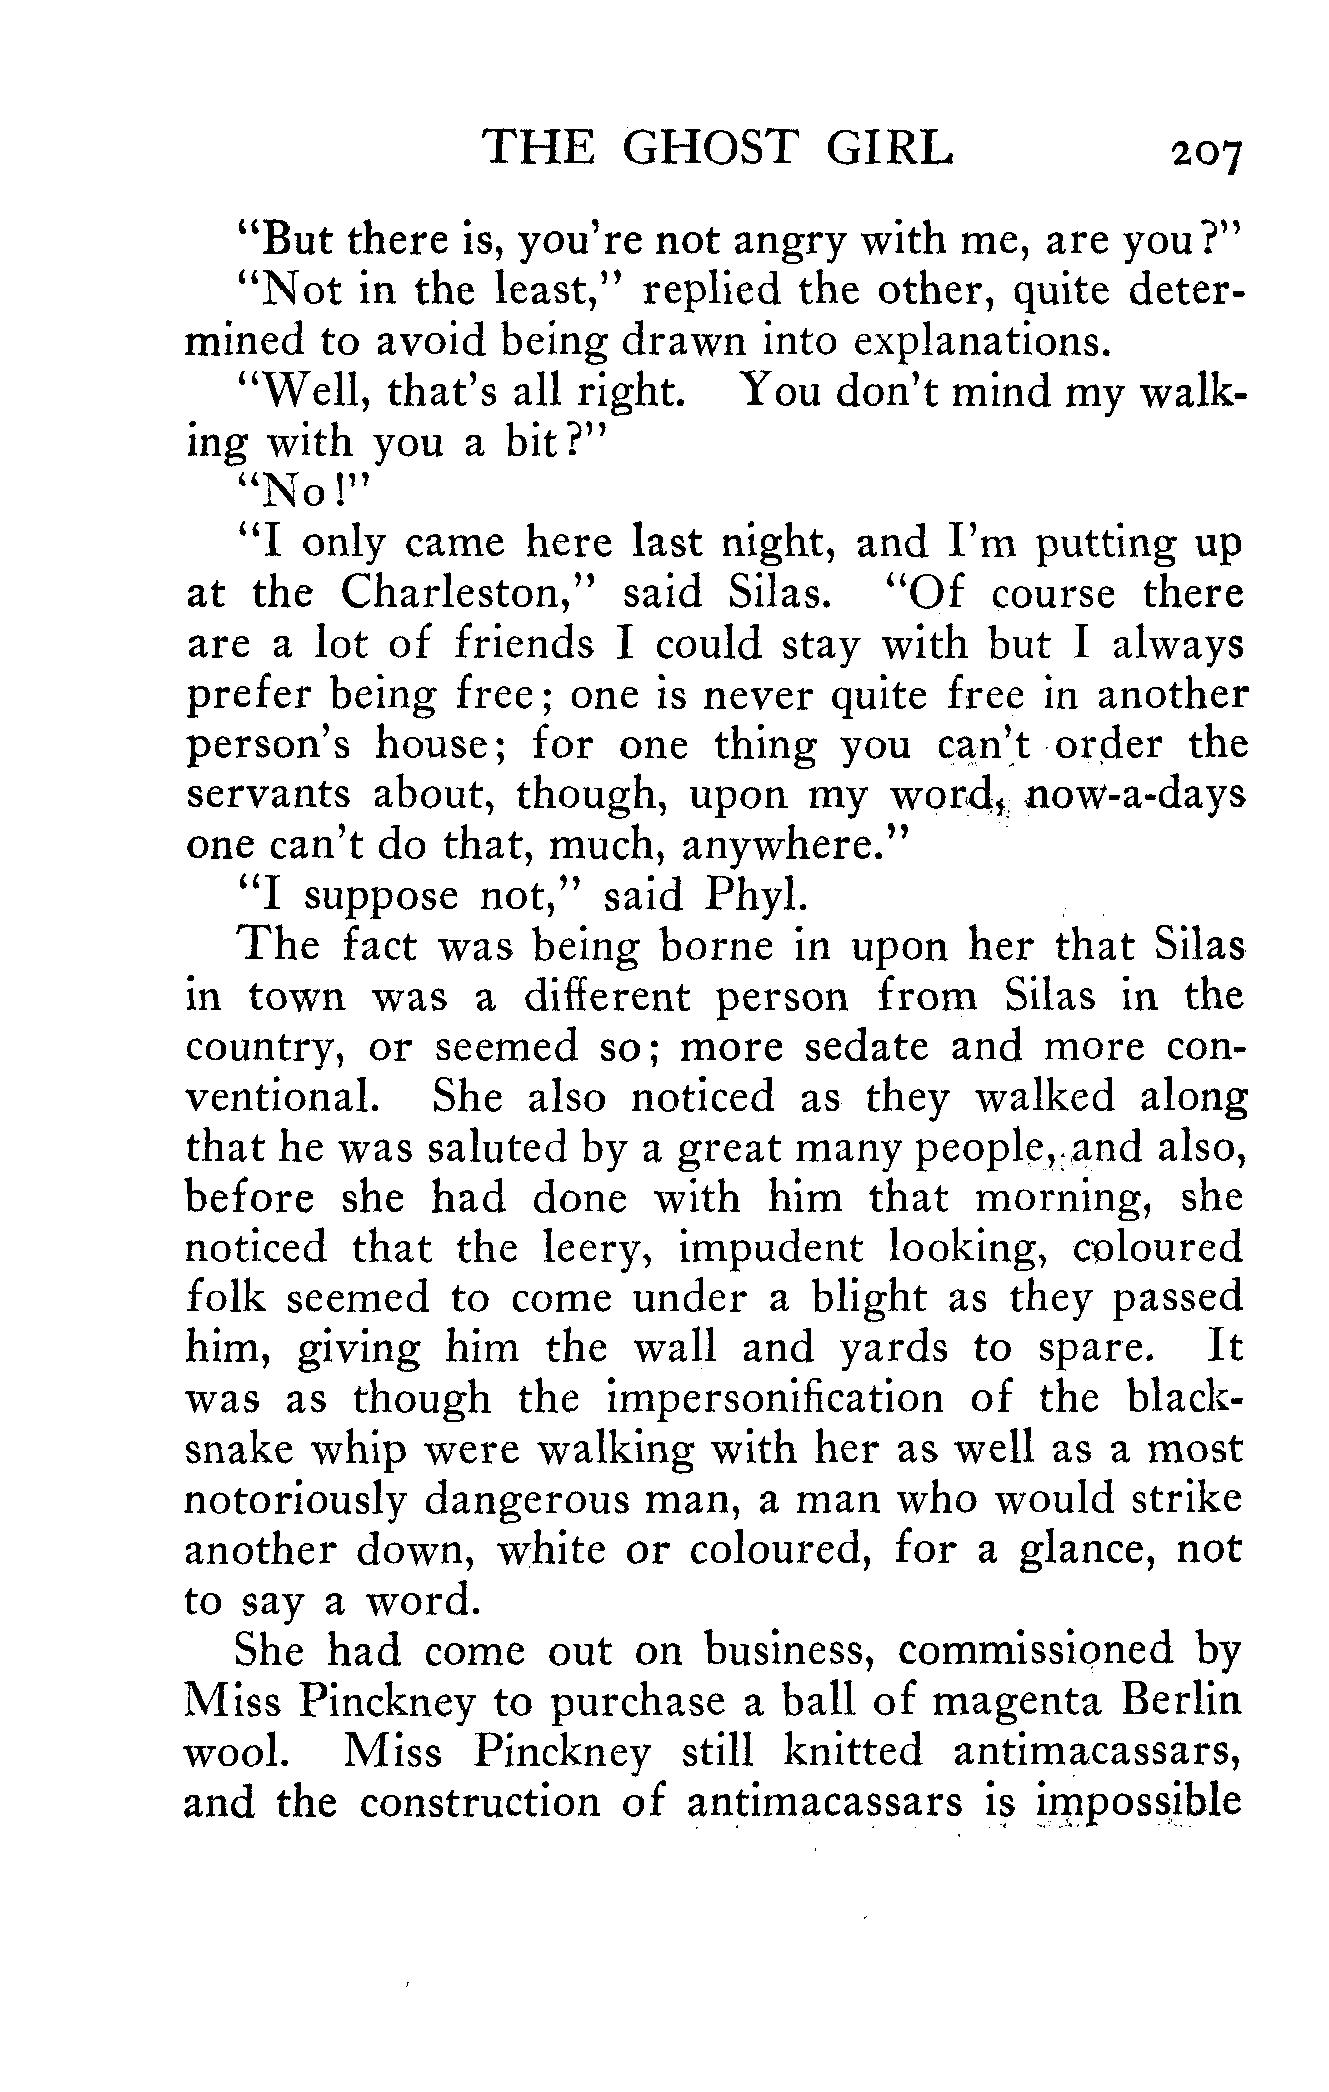 THE GHOST GIRL 207
"But there is, you're not angry with me, are you?"
"Not in the least," replied the other, quite deter-
mined to avoid being drawn into explanations.
"Well, that's all right. You don't mind my walk-
ing with you a bit?"
"No!"
"I only came here last night, and I'm putting up
at the Charleston," said Silas. "Of course there
are a lot of friends I could stay with but I always
prefer being free; one is never quite free in another
person's house; for one thing you can't order the
servants about, though, upon my word, now-a-days
one can't do that, much, anywhere."
"I suppose not," said Phyl.
The fact was being borne in upon her that Silas
in town was a different person from Silas in the
country, or seemed so; more sedate and more con-
ventional. She also noticed as they walked along
that he was saluted by a great many people, and also,
before she had done with him that morning, she
noticed that the leery, impudent looking, coloured
folk seemed to come under a blight as they passed
him, giving him the wall and yards to spare. It
was as though the impersonification of the black-
snake whip were walking with her as well as a most
notoriously dangerous man, a man who would strike
another down, white or coloured, for a glance, not
to say a word.
She had come out on business, commissioned by
Miss Pinckney to purchase a ball of magenta Berlin
wool. Miss Pinckney still knitted antimacassars,
and the construction of antimacassars is impossible